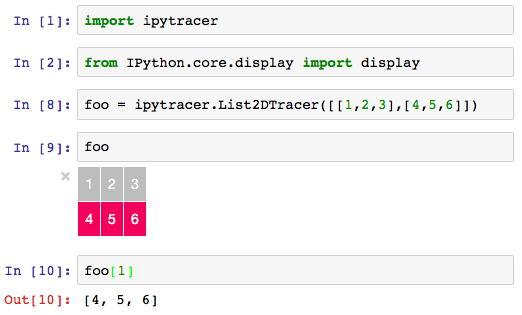 In [1]: import ipytracer
In [2]: from IPython.core.display import display
In [8]: foo = ipytracer.List2DTracer([[1,2,3],[4,5,6]])
In [9]: foo
× 1 2 3
4 5 6
In [10]: foo[1]
Out[10]: [4, 5, 6]